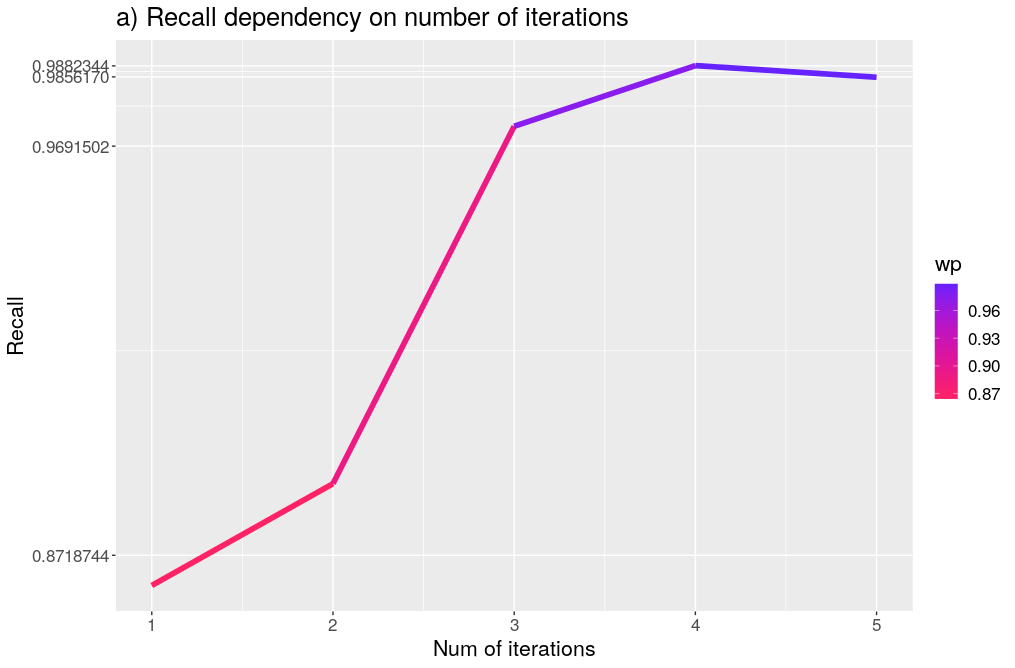 a) Recall dependency on number of iterations
0.9882344
0.9856170
0.9691502
0.8718744
Recall
1 2 3 4 5
Num of iterations
wp
0.96
0.93
0.90
0.87